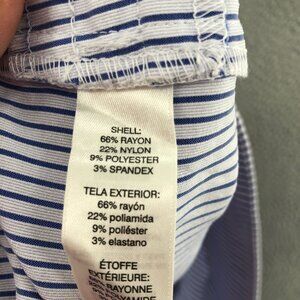 SHELL:
66% RAYON
22% NYLON
9% POLYESTER
3% SPANDEX
TELA EXTERIOR:
66% rayón
22% poliamida
9% poliéster
3% elastano
ÉTOFFE
EXTÉRIEURE:
RAYONNE